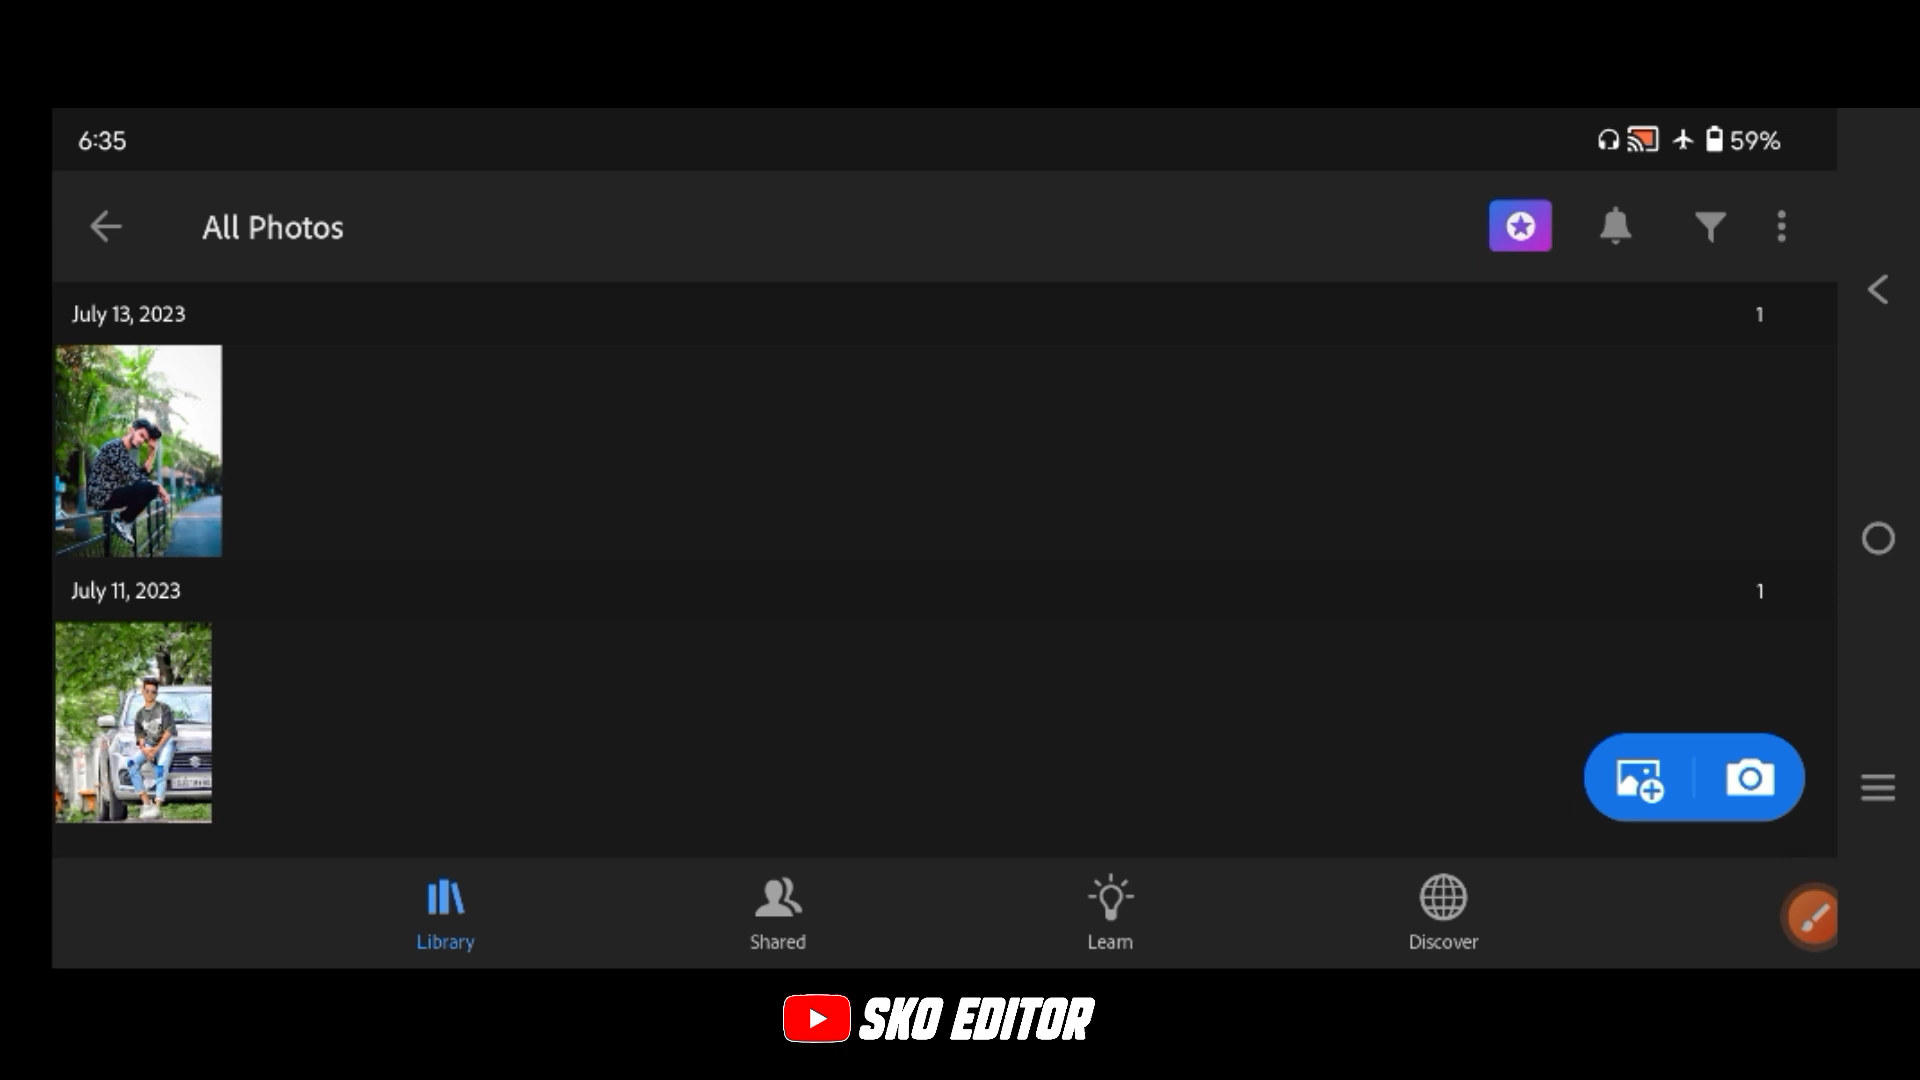 6:35
59%
All Photos
July 13, 2023
1
July 11, 2023
1
Library
Shared
Learn
Discover
SKO EDITOR